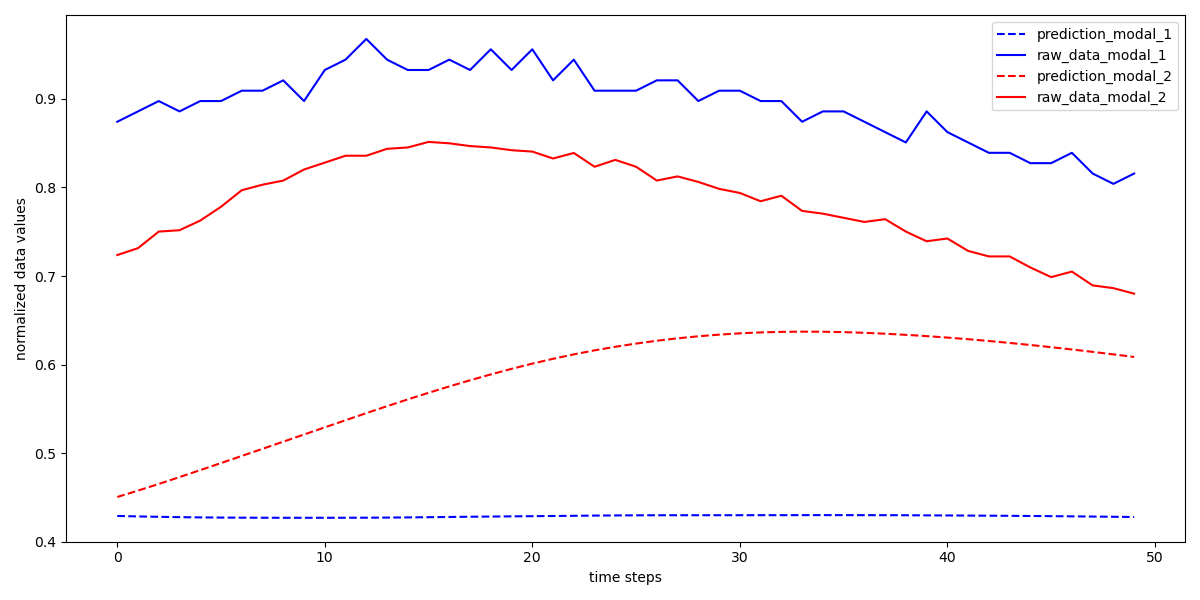 prediction_modal_1
raw_data_modal_1
prediction_modal_2
raw_data_modal_2
normalized data values
0.9
0.8
0.7
0.6
0.5
0.4
0 10 20 30 40 50
time steps